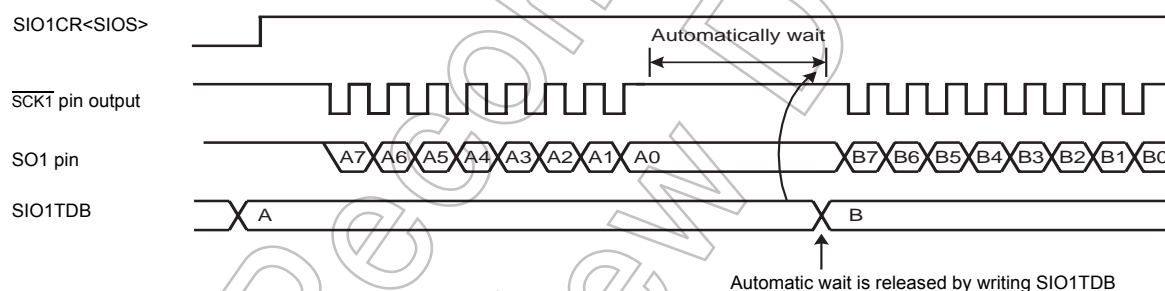 SIO1CR<SIOS>
Automatically wait
SCK1 pin output
SO1 pin
A7 A6 A5 A4 A3 A2 A1 A0 B7 B6 B5 B4 B3 B2 B1 B0
SIO1TDB
A B
Automatic wait is released by writing SIO1TDB